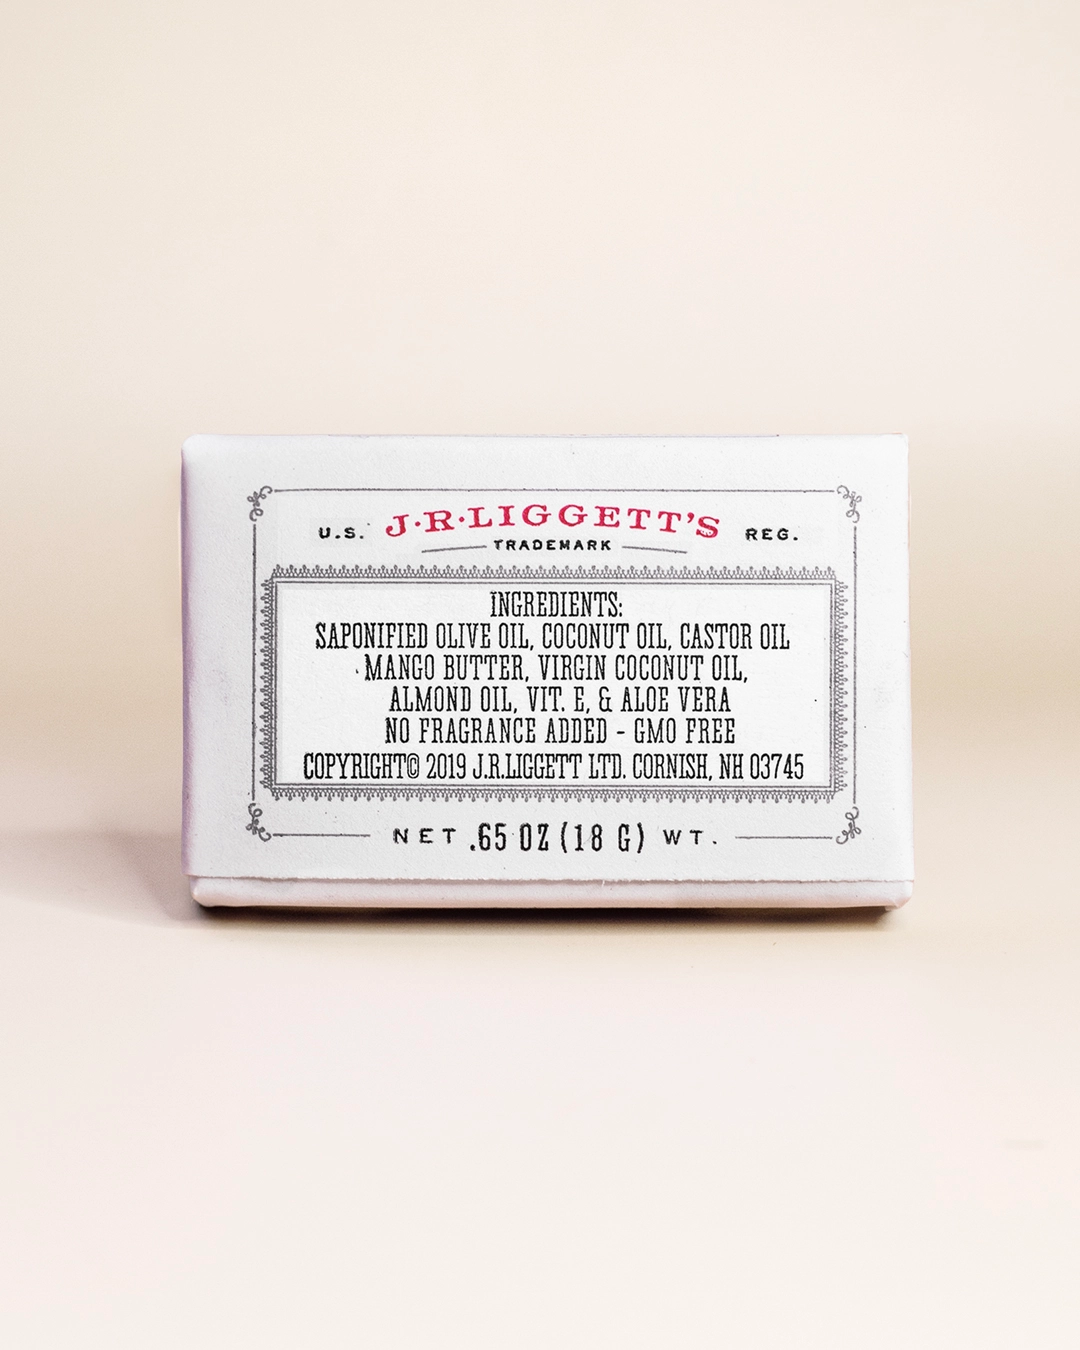 U.S. J·R·LIGGETT'S REG.
TRADEMARK
INGREDIENTS:
SAPONIFIED OLIVE OIL, COCONUT OIL, CASTOR OIL
MANGO BUTTER, VIRGIN COCONUT OIL,
ALMOND OIL, VIT. E, & ALOE VERA
NO FRAGRANCE ADDED - GMO FREE
COPYRIGHT© 2019 J.R.LIGGETT LTD. CORNISH, NH 03745
NET .65 OZ (18 G) WT.